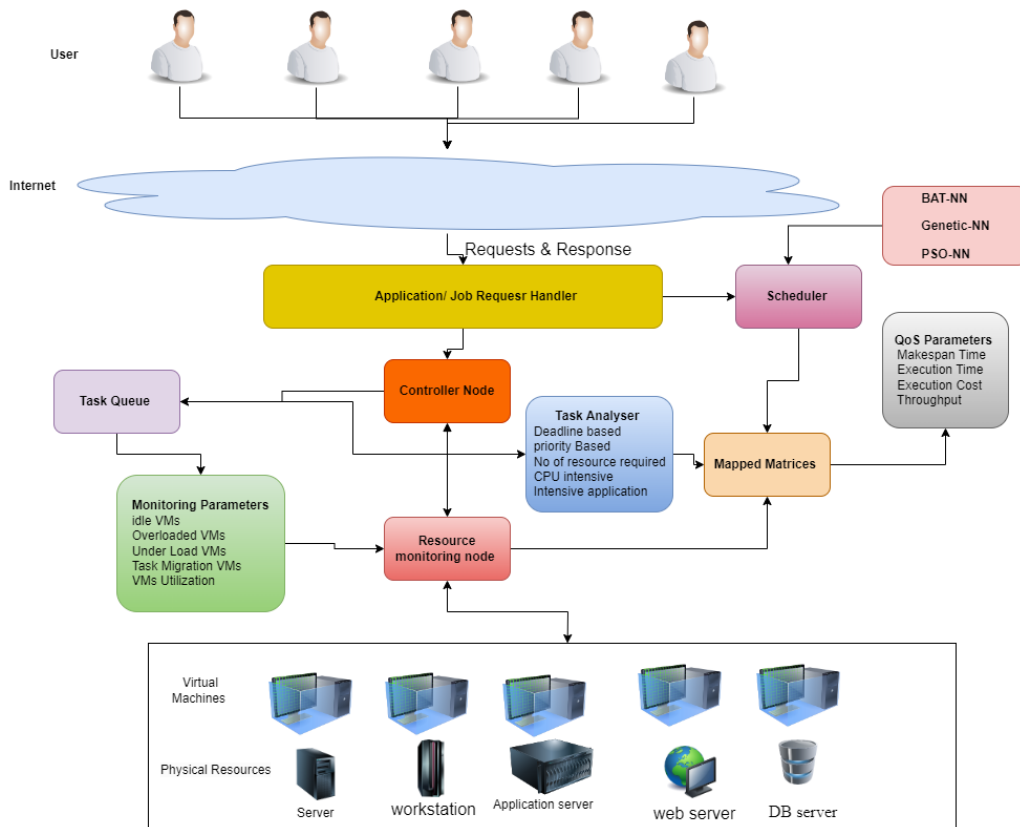 User
Internet
BAT-NN
Genetic-NN
PSO-NN
Requests & Response
Application/ Job Requesr Handler
Scheduler
QoS Parameters
Makespan Time
Execution Time
Execution Cost
Throughput
Task Queue
Controller Node
Task Analyser
Deadline based
priority Based
No of resource required
CPU intensive
Intensive application
Mapped Matrices
Monitoring Parameters
idle VMs
Overloaded VMs
Under Load VMs
Task Migration VMs
VMs Utilization
Resource
monitoring node
Virtual
Machines
Physical Resources
Server
workstation
Application server
web server
DB server